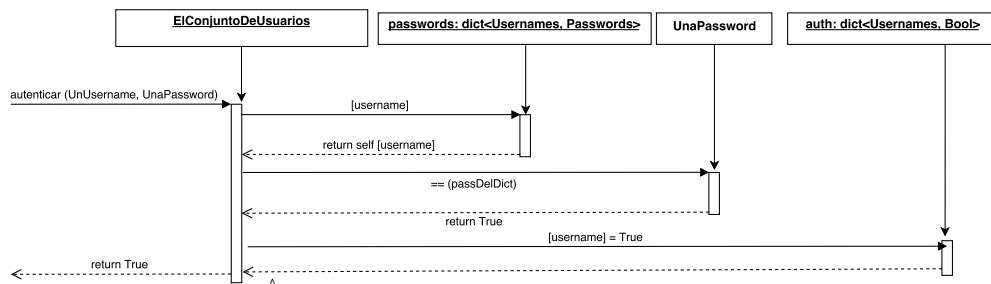 ElConjuntoDeUsuarios
passwords: dict<Usernames, Passwords>
UnaPassword
auth: dict<Usernames, Bool>
autenticar (UnUsername, UnaPassword)
[username]
return self [username]
== (passDelDict)
return True
[username] = True
return True